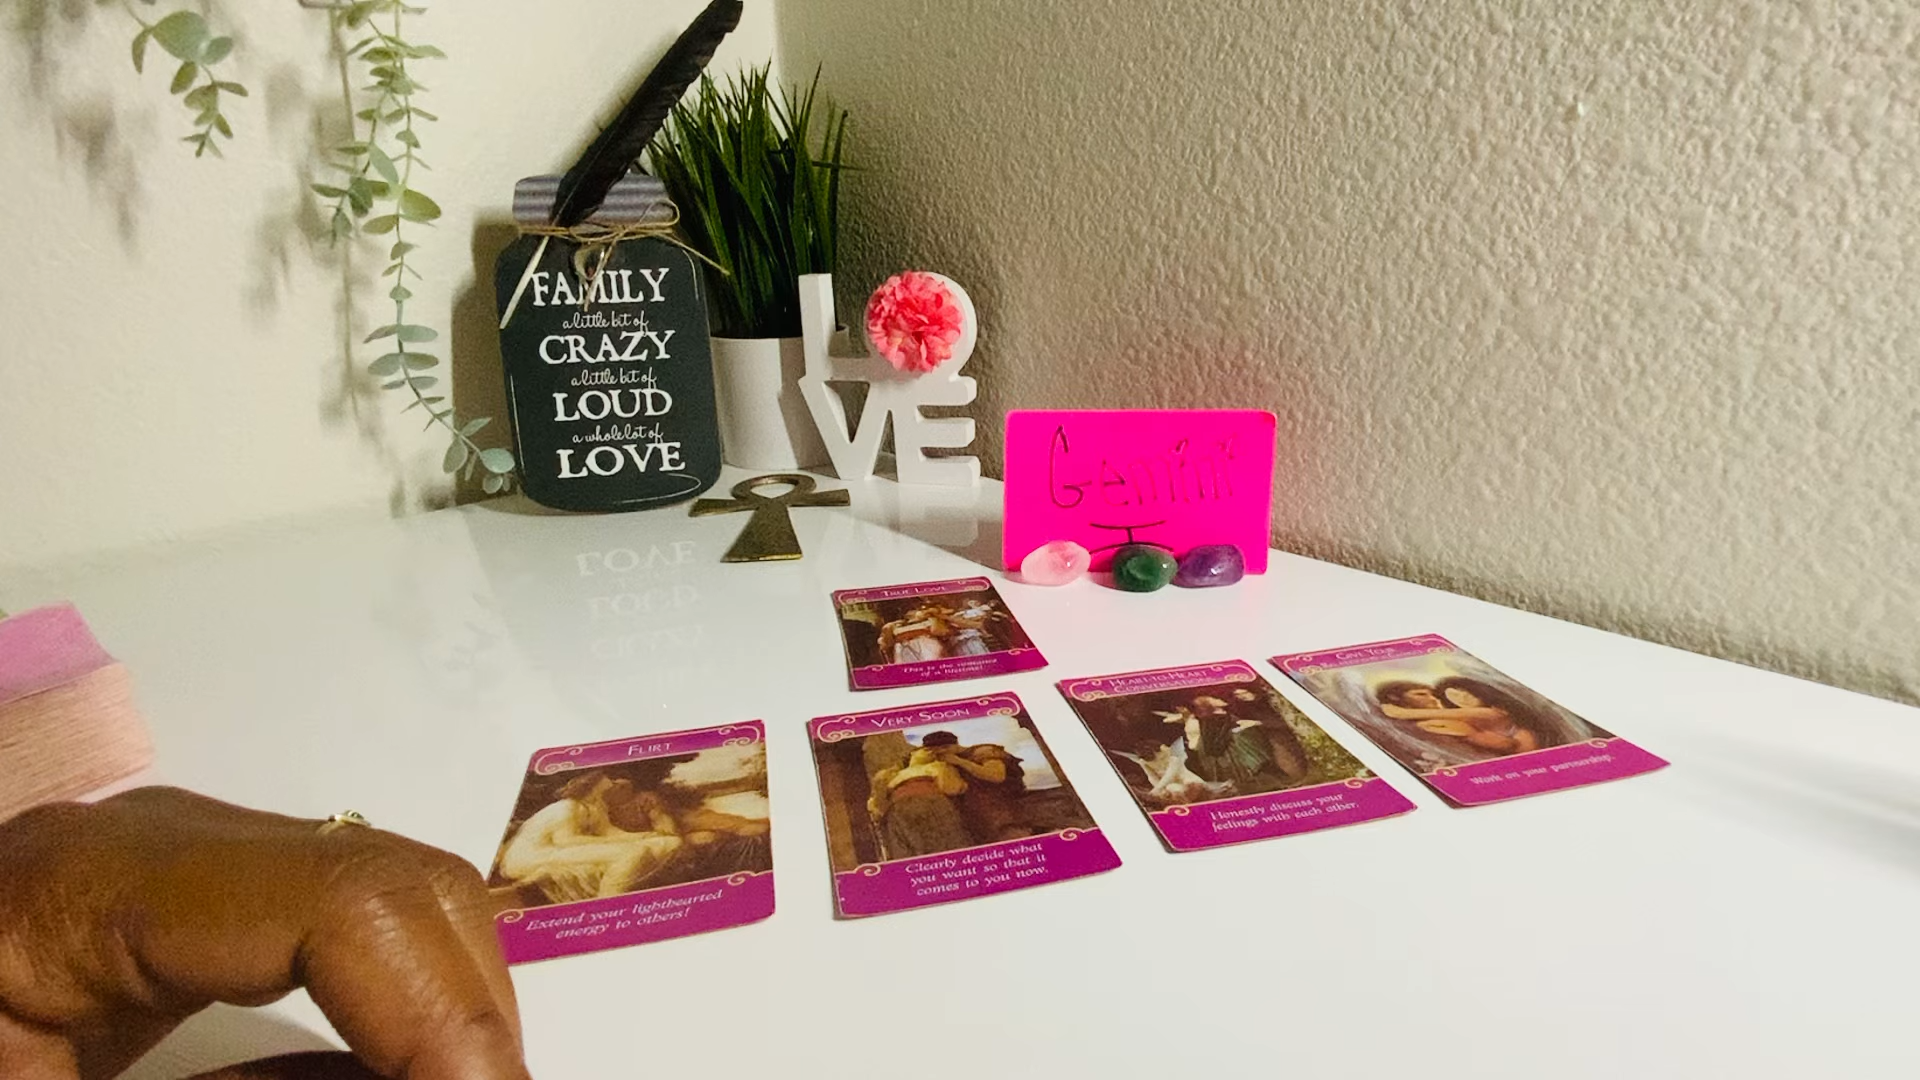 FAMILY
a little bit of
CRAZY
a little bit of
LOUD
a whole lot of
LOVE
LOVE
Gemini
TRUE LOVE
This is the romance
of a lifetime!
FLIRT
Extend your lighthearted
energy to others!
VERY SOON
Clearly decide what
you want so that it
comes to you now.
HEART-TO-HEART
CONVERSATIONS
Honestly discuss your
feelings with each other.
GIVE YOUR
Work on your partnership.